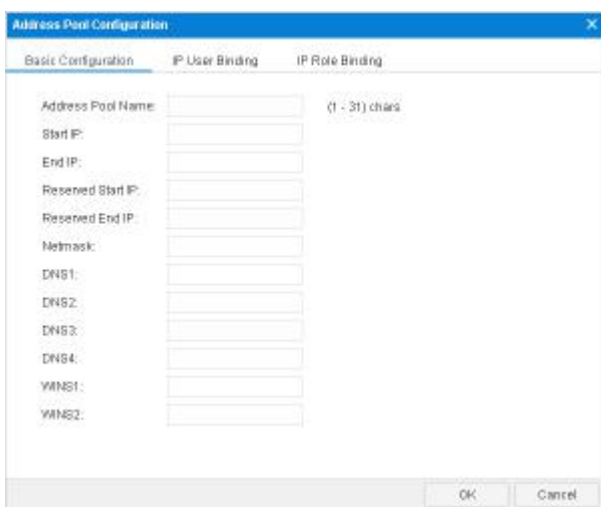 Address Pool Configuration
Basic Configuration IP User Binding IP Role Binding
Address Pool Name: (1 - 31) chars
Start IP:
End IP:
Reserved Start IP:
Reserved End IP:
Netmask:
DNS1:
DNS2:
DNS3:
DNS4:
WINS1:
WINS2:
OK Cancel